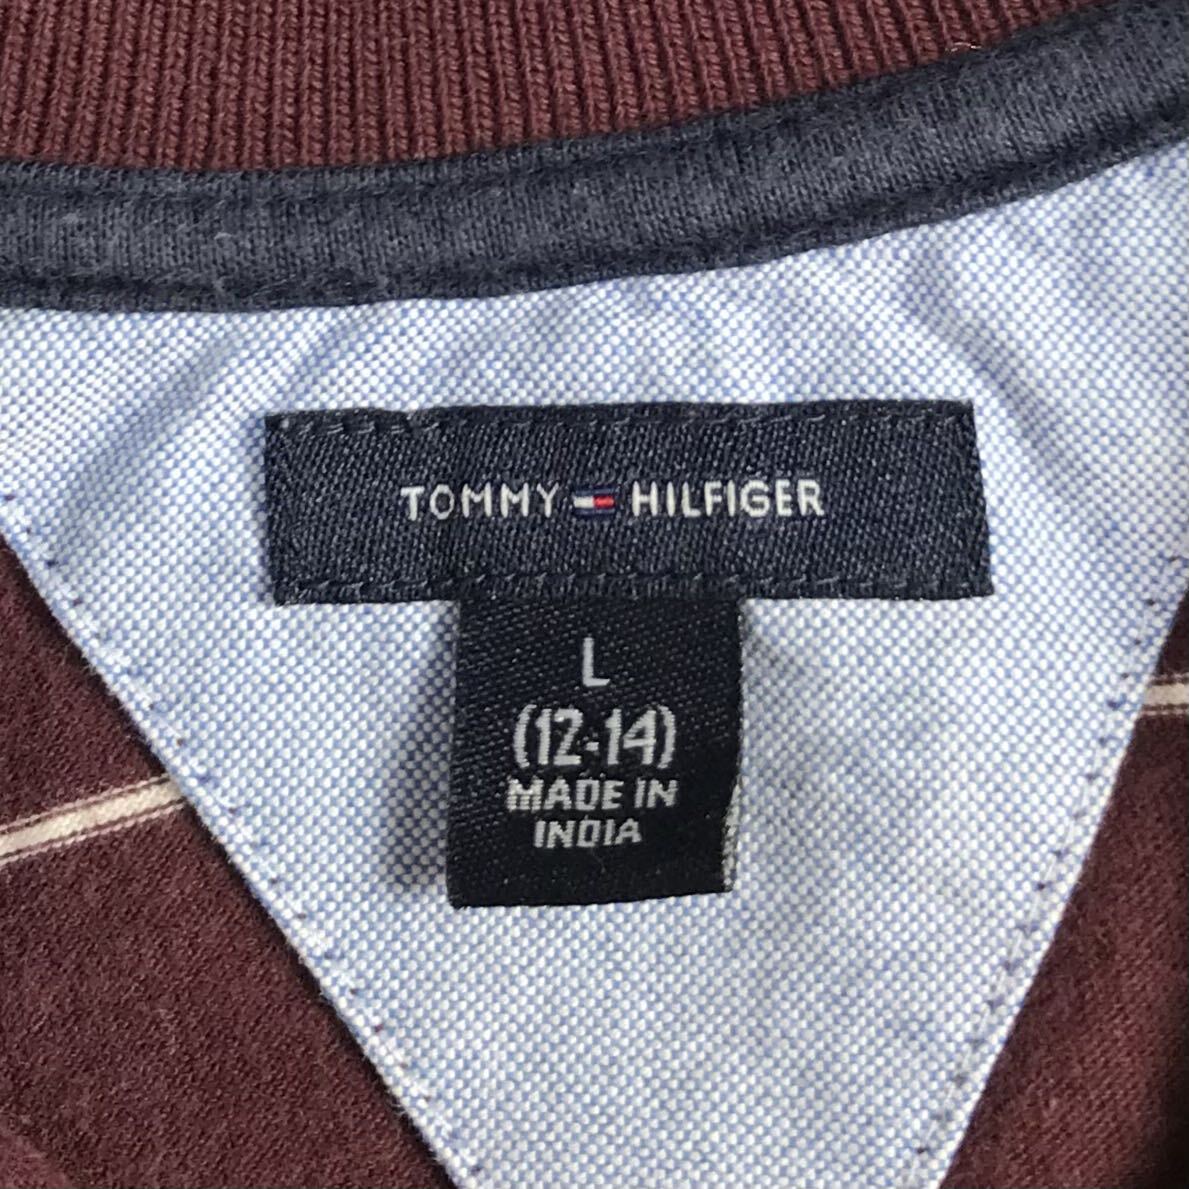 TOMMY HILFIGER
L
(12-14)
MADE IN
INDIA